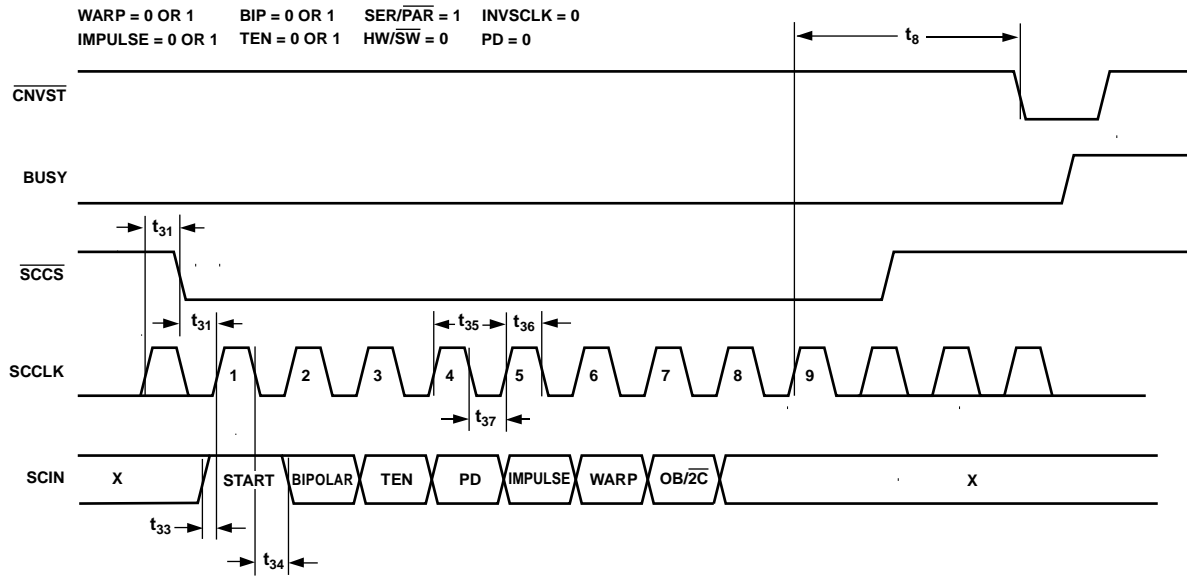 WARP = 0 OR 1 BIP = 0 OR 1 SER/PAR = 1 INVSCLK = 0
IMPULSE = 0 OR 1 TEN = 0 OR 1 HW/SW = 0 PD = 0
t8
CNVST
BUSY
t31
SCCS
t31 t35 t36
SCCLK 1 2 3 4 5 6 7 8 9
t37
SCIN X START BIPOLAR TEN PD IMPULSE WARP OB/2C X
t33
t34